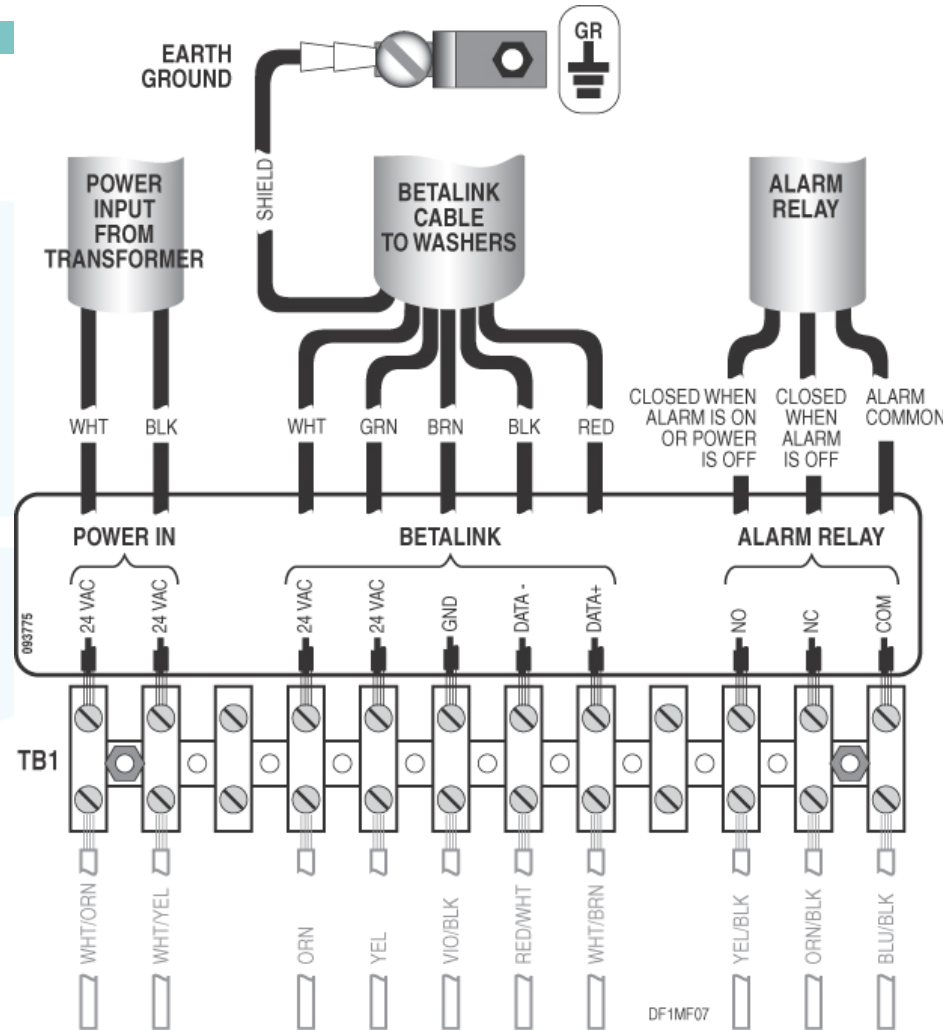 EARTH
GROUND
GR
SHIELD
POWER
INPUT
FROM
TRANSFORMER
BETALINK
CABLE
TO WASHERS
ALARM
RELAY
WHT
BLK
WHT
GRN
BRN
BLK
RED
CLOSED WHEN
ALARM IS ON
OR POWER
IS OFF
CLOSED
WHEN
ALARM
IS OFF
ALARM
COMMON
POWER IN
BETALINK
ALARM RELAY
093775
24 VAC
24 VAC
24 VAC
24 VAC
GND
DATA -
DATA+
NO
NC
COM
TB1
WHT/ORN
WHT/YEL
ORN
YEL
VIO/BLK
RED/WHT
WHT/BRN
YEL/BLK
ORN/BLK
BLU/BLK
DF1MF07